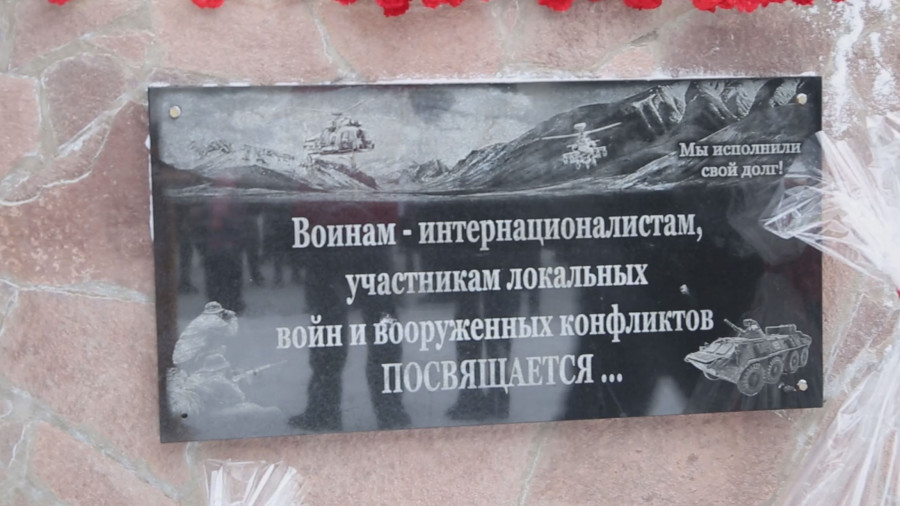 Мы исполнили
свой долг!
Воинам - интернационалистам,
участникам локальных
войн и вооруженных конфликтов
ПОСВЯЩАЕТСЯ ...